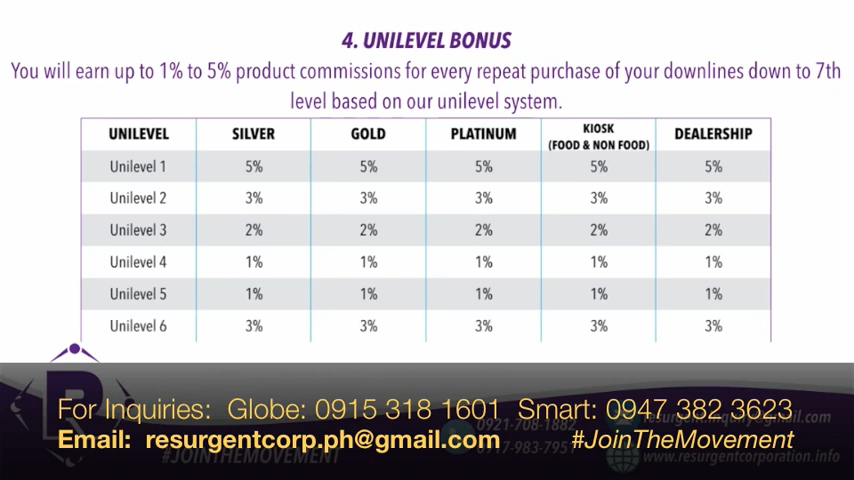 4. UNILEVEL BONUS
You will earn up to 1% to 5% product commissions for every repeat purchase of your downlines down to 7th
level based on our unilevel system.
UNILEVEL SILVER GOLD PLATINUM KIOSK (FOOD & NON FOOD) DEALERSHIP
Unilevel 1 5% 5% 5% 5% 5%
Unilevel 2 3% 3% 3% 3% 3%
Unilevel 3 2% 2% 2% 2% 2%
Unilevel 4 1% 1% 1% 1% 1%
Unilevel 5 1% 1% 1% 1% 1%
Unilevel 6 3% 3% 3% 3% 3%
R
For Inquiries: Globe: 0915 318 1601 Smart: 0947 382 3623
Email: resurgentcorp.ph@gmail.com #JoinTheMovement
0921-708-1882
#JOINTHEMOVEMENT
www.resurgentcorporation.info